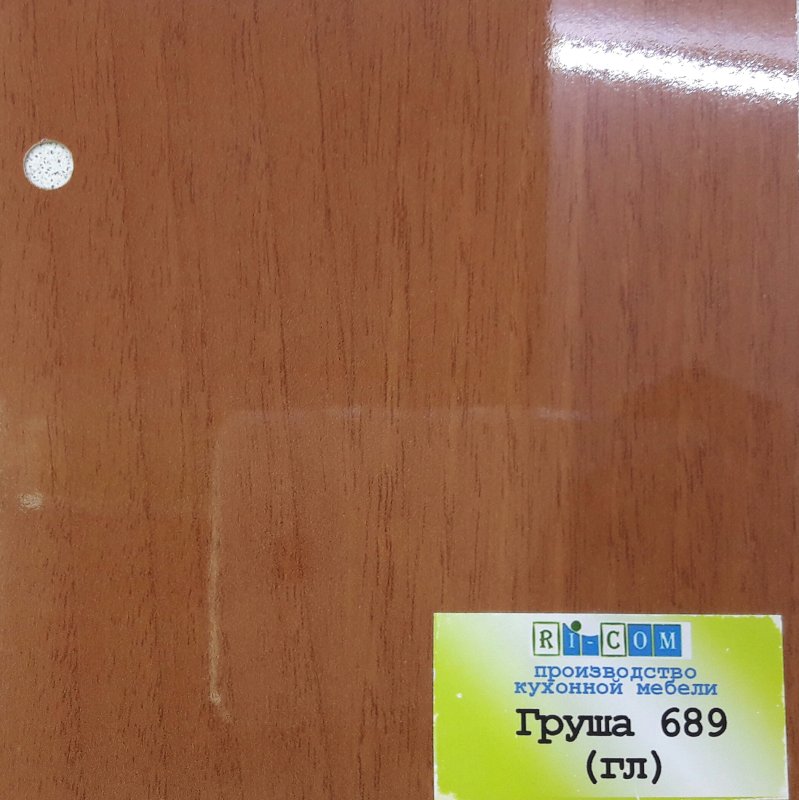 RI-COM
производство
кухонной мебели
Груша 689
(гл)